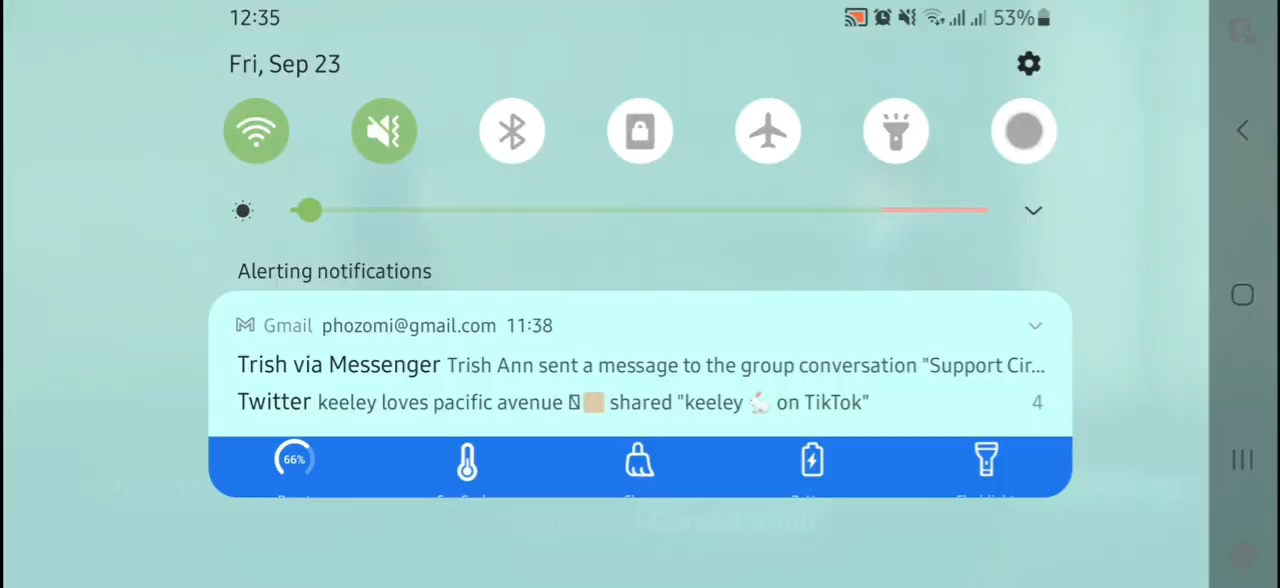 12:35
53%
Fri, Sep 23
Alerting notifications
Gmail phozomi@gmail.com 11:38
Trish via Messenger Trish Ann sent a message to the group conversation "Support Cir...
Twitter keeley loves pacific avenue shared "keeley 🐇 on TikTok" 4
66%